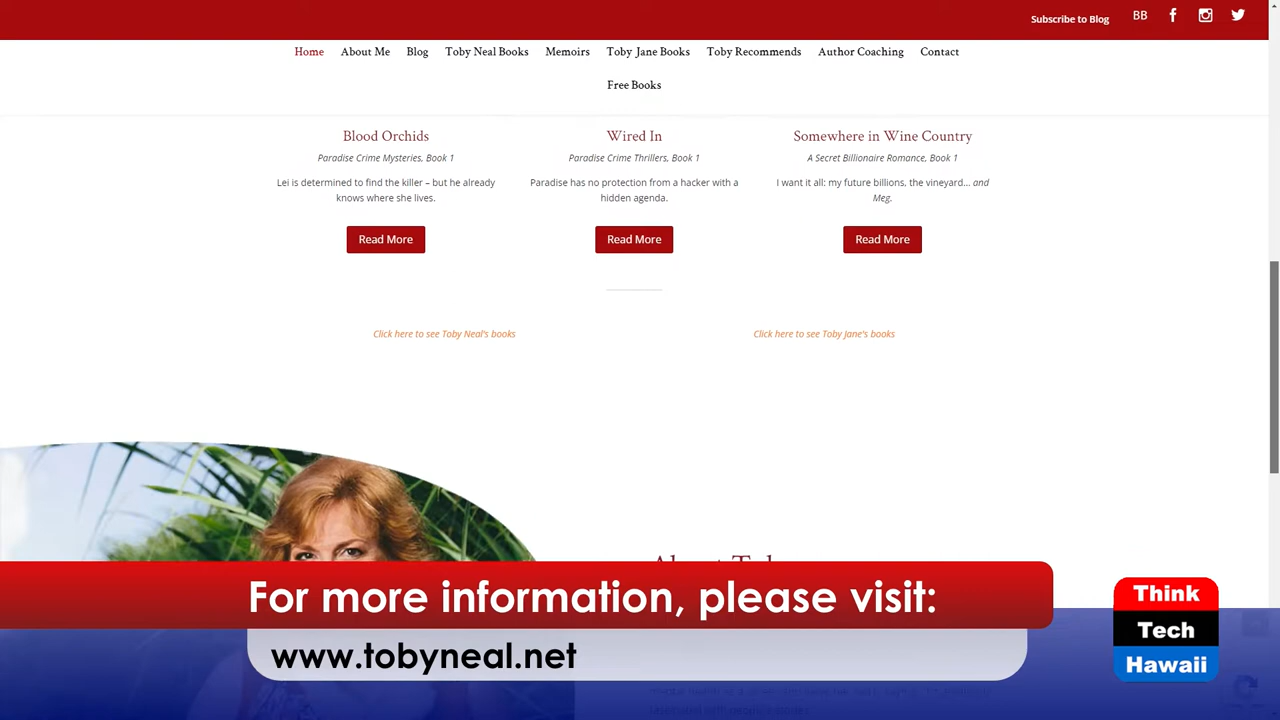 Subscribe to Blog
BB
Home About Me Blog Toby Neal Books Memoirs Toby Jane Books Toby Recommends Author Coaching Contact
Free Books
Blood Orchids
Paradise Crime Mysteries, Book 1
Lei is determined to find the killer – but he already
knows where she lives.
Read More
Wired In
Paradise Crime Thrillers, Book 1
Paradise has no protection from a hacker with a
hidden agenda.
Read More
Somewhere in Wine Country
A Secret Billionaire Romance, Book 1
I want it all: my future billions, the vineyard... and
Meg.
Read More
Click here to see Toby Neal's books
Click here to see Toby Jane's books
For more information, please visit:
www.tobyneal.net
Think
Tech
Hawaii